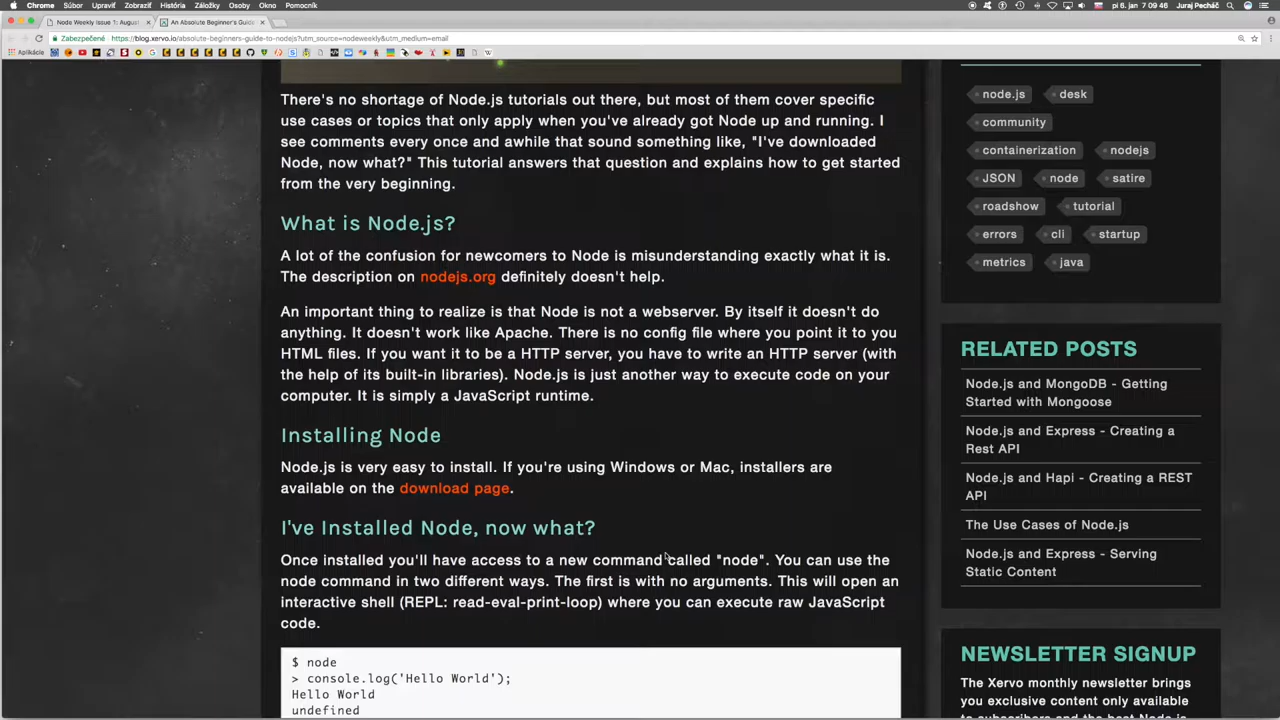 Chrome Súbor Upraviť Zobraziť História Záložky Osoby Okno Pomocník
pi 6. jan 7 09 46 Juraj Pecháč
Node Weekly Issue 1: August
An Absolute Beginner's Guide
Zabezpečené
https://blog.xervo.io/absolute-beginners-guide-to-nodejs?utm_source=nodeweekly&utm_medium=email
Aplikácie
There's no shortage of Node.js tutorials out there, but most of them cover specific
use cases or topics that only apply when you've already got Node up and running. I
see comments every once and awhile that sound something like, "I've downloaded
Node, now what?" This tutorial answers that question and explains how to get started
from the very beginning.
What is Node.js?
A lot of the confusion for newcomers to Node is misunderstanding exactly what it is.
The description on nodejs.org definitely doesn't help.
An important thing to realize is that Node is not a webserver. By itself it doesn't do
anything. It doesn't work like Apache. There is no config file where you point it to you
HTML files. If you want it to be a HTTP server, you have to write an HTTP server (with
the help of its built-in libraries). Node.js is just another way to execute code on your
computer. It is simply a JavaScript runtime.
Installing Node
Node.js is very easy to install. If you're using Windows or Mac, installers are
available on the download page.
I've Installed Node, now what?
Once installed you'll have access to a new command called "node". You can use the
node command in two different ways. The first is with no arguments. This will open an
interactive shell (REPL: read-eval-print-loop) where you can execute raw JavaScript
code.
$ node
> console.log('Hello World');
Hello World
undefined
node.js desk
community
containerization nodejs
JSON node satire
roadshow tutorial
errors cli startup
metrics java
RELATED POSTS
Node.js and MongoDB - Getting
Started with Mongoose
Node.js and Express - Creating a
Rest API
Node.js and Hapi - Creating a REST
API
The Use Cases of Node.js
Node.js and Express - Serving
Static Content
NEWSLETTER SIGNUP
The Xervo monthly newsletter brings
you exclusive content only available
to subscribers and the best Node.js